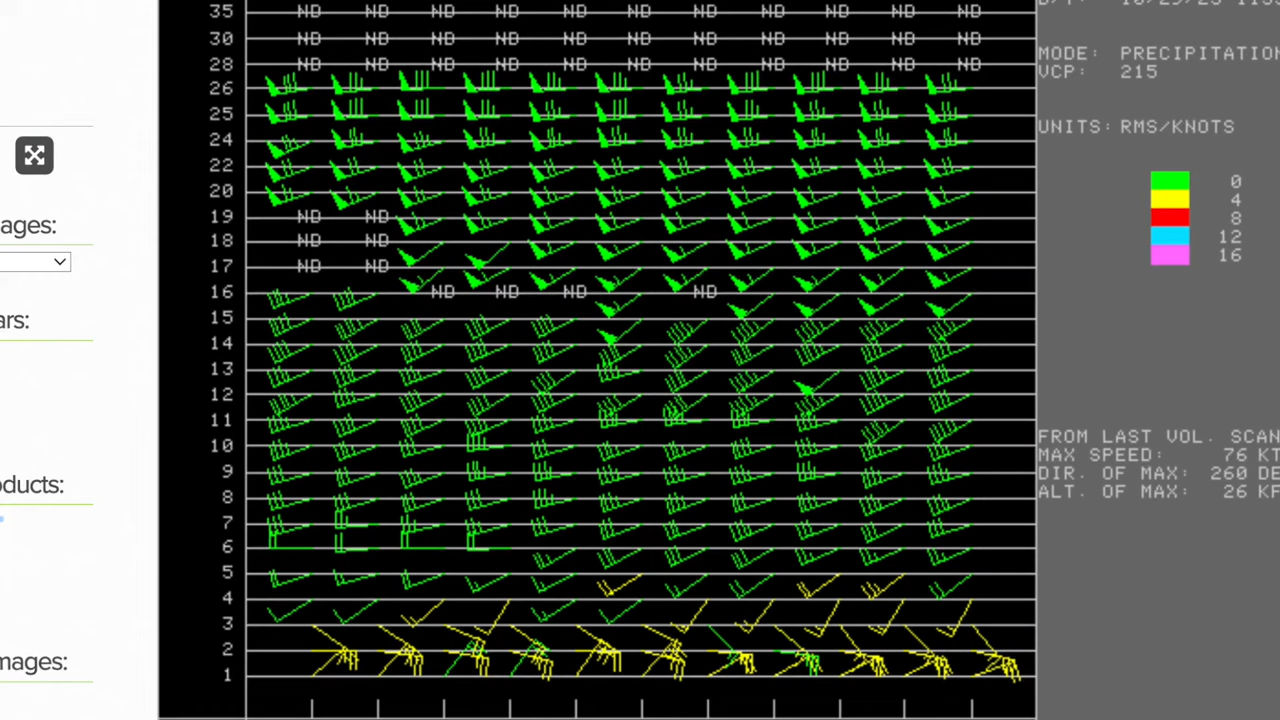 35 ND ND ND ND ND ND ND ND ND ND ND
30 ND ND ND ND ND ND ND ND ND ND ND
28 ND ND ND ND ND ND ND ND ND ND ND
26
25
24
22
20
19 ND ND
18 ND ND
17 ND ND
16 ND ND ND ND
15
14
13
12
11
10
9
8
7
6
5
4
3
2
1
ages:
ars:
oducts:
mages:
MODE: PRECIPITATION
VCP: 215
UNITS: RMS/KNOTS
0
4
8
12
16
FROM LAST VOL. SCAN
MAX SPEED: 76 KT
DIR. OF MAX: 260 DE
ALT. OF MAX: 26 KF